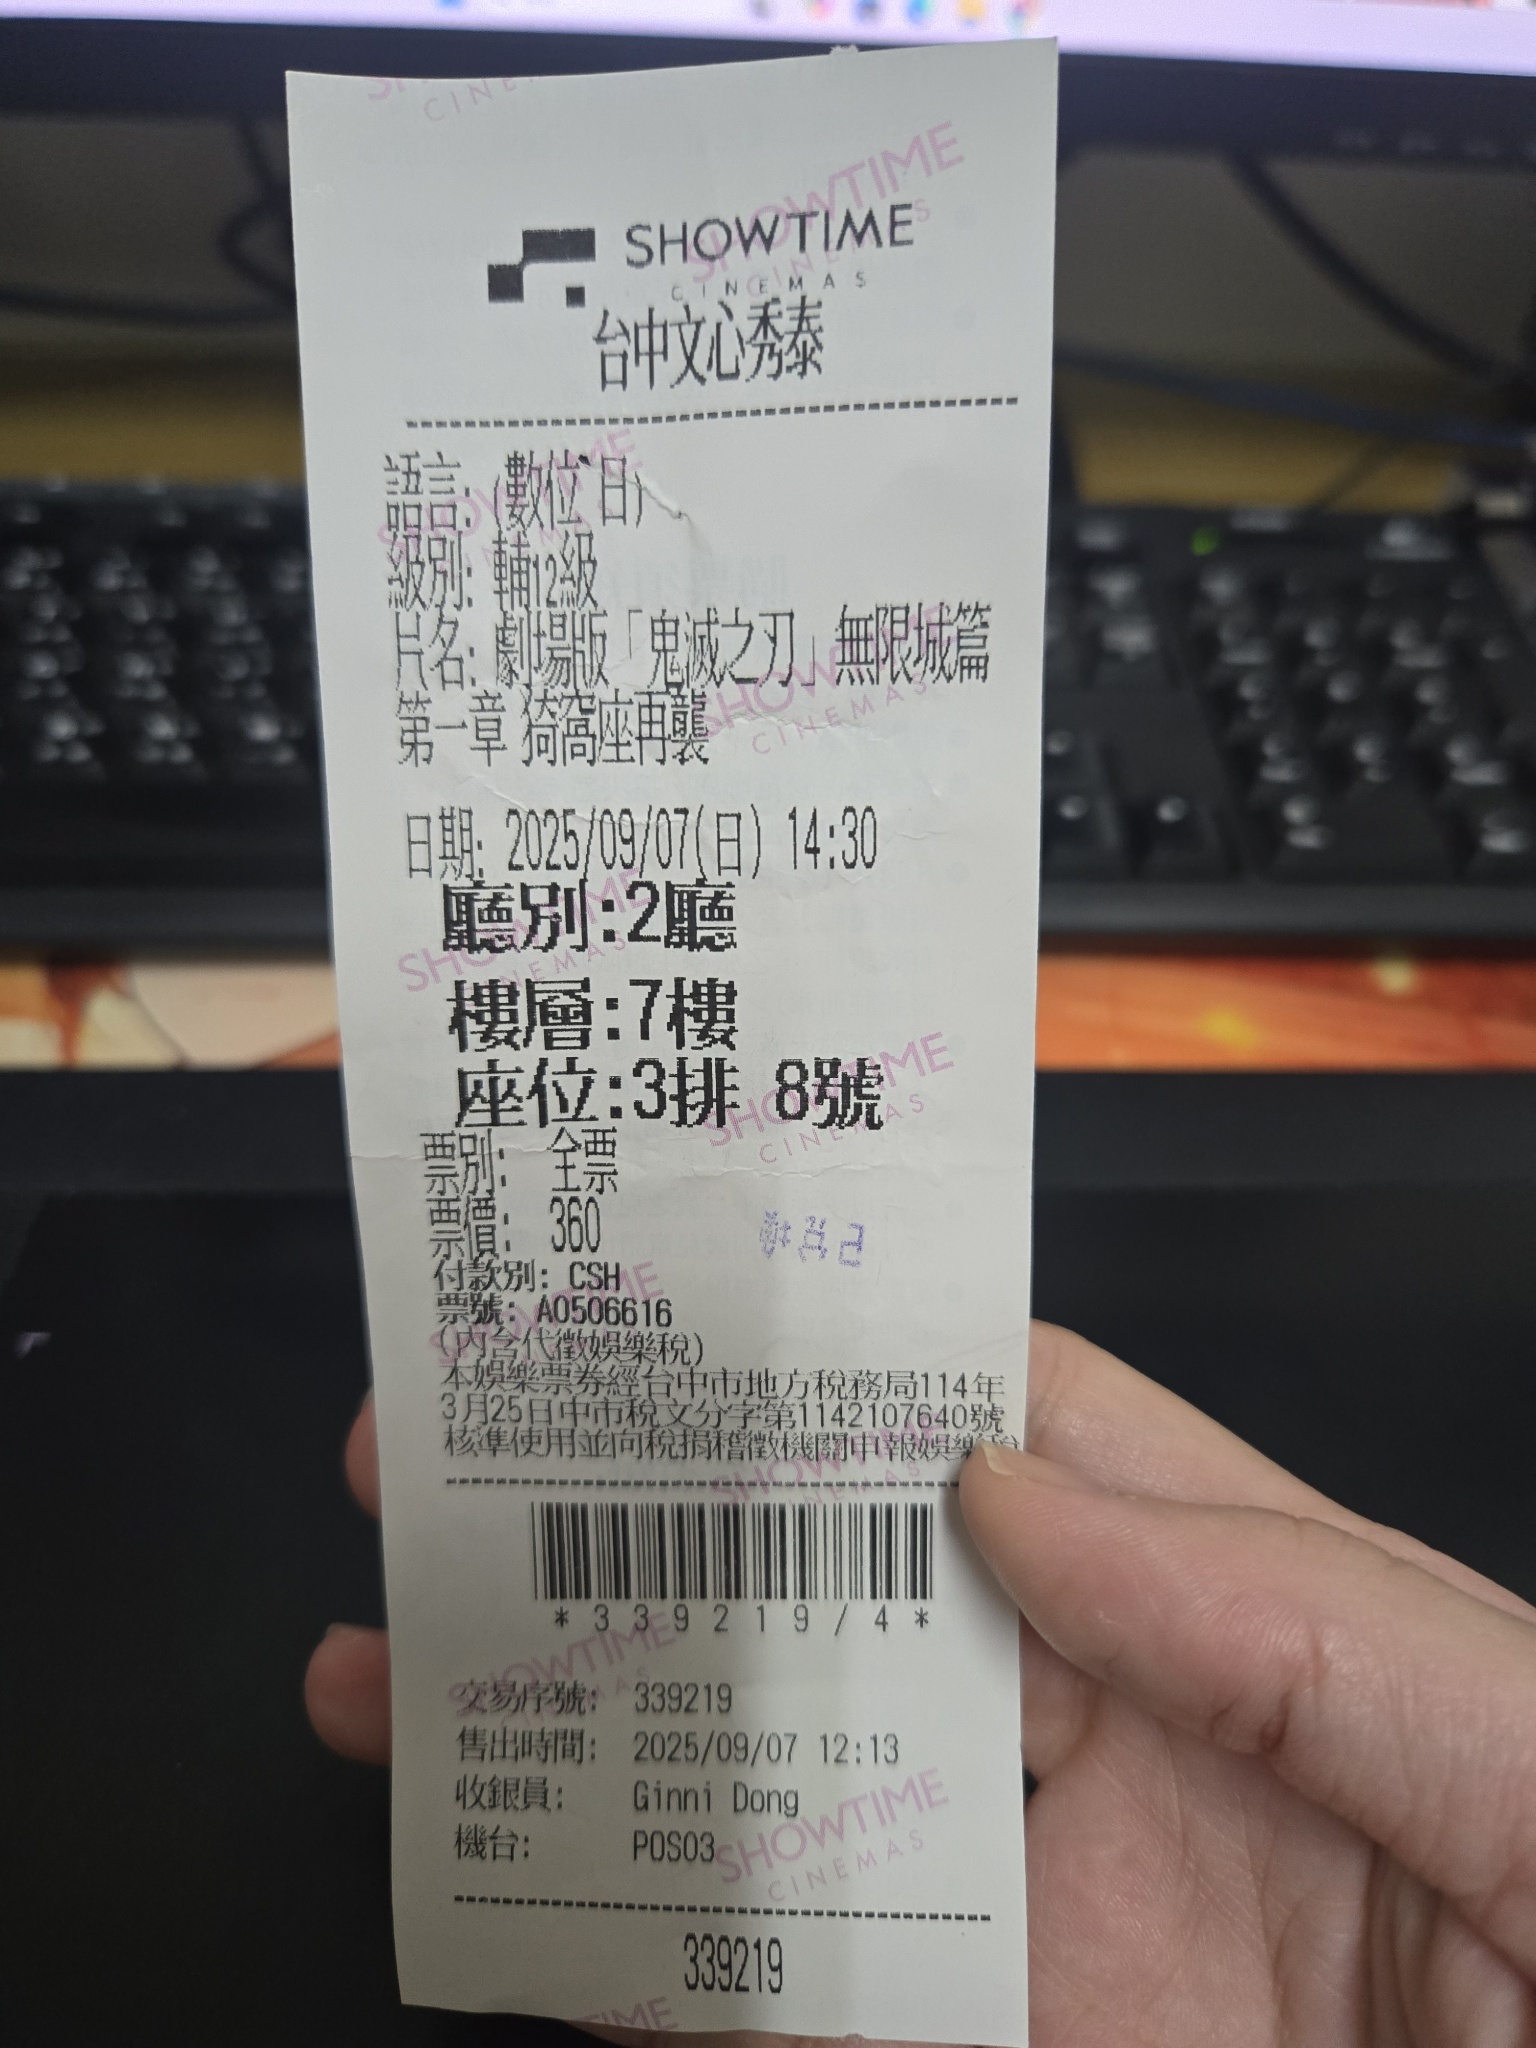 SHOWTIME
CINEMAS
台中文心秀泰
語言: (數位 日)
級別: 輔12級
片名: 劇場版「鬼滅之刃」無限城篇
第一章 猗窩座再襲
日期: 2025/09/07(日) 14:30
廳別:2廳
樓層:7樓
座位:3排 8號
票別: 全票
票價: 360
付款別: CSH
票號: A0506616
(內含代徵娛樂稅)
本娛樂票券經台中市地方稅務局114年
3月25日中市稅文分字第1142107640號
核準使用並向稅捐稽徵機關申報娛樂稅
*339219/4*
交易序號: 339219
售出時間: 2025/09/07 12:13
收銀員: Ginni Dong
機台: POS03
339219